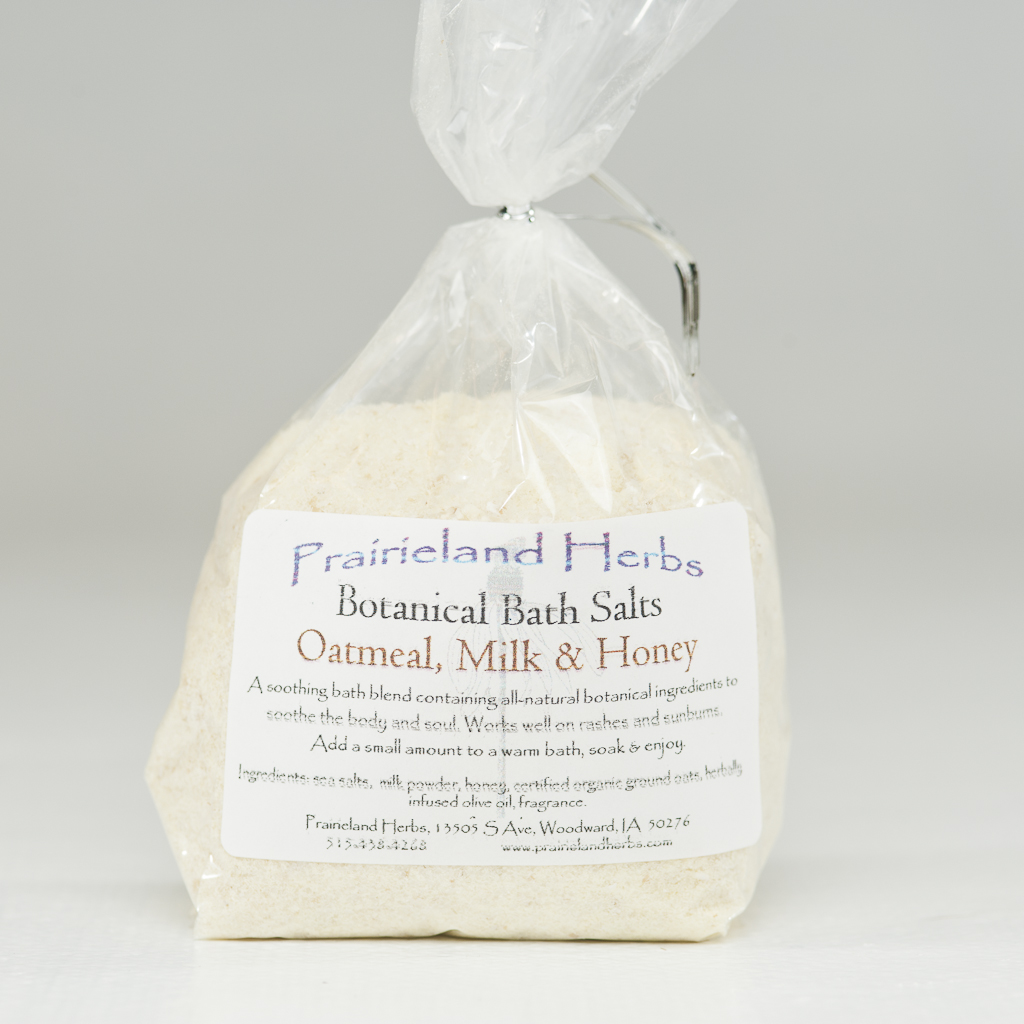 Prairieland Herbs
Botanical Bath Salts
Oatmeal, Milk & Honey
A soothing bath blend containing all-natural botanical ingredients to
soothe the body and soul. Works well on rashes and sunburns.
Add a small amount to a warm bath, soak & enjoy.
Ingredients: sea salts, milk powder, honey, certified organic ground oats, herbally
infused olive oil, fragrance.
Prairieland Herbs, 13505 S Ave, Woodward, IA 50276
515.438.4268 www.prairielandherbs.com